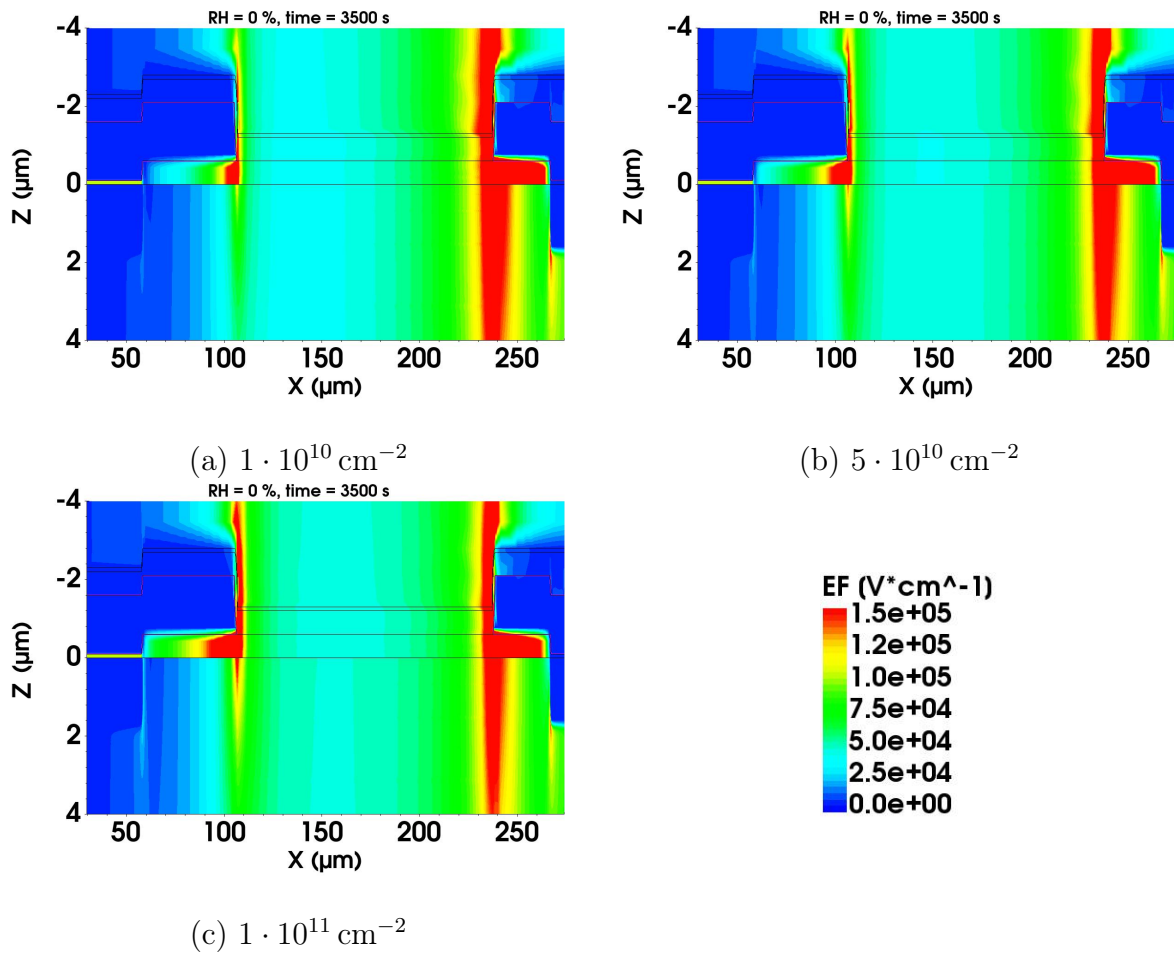 RH = 0 %, time = 3500 s
-4
-2
0
2
4
Z (µm)
50 100 150 200 250
X (µm)
(a) 1 · 10^10 cm^−2
RH = 0 %, time = 3500 s
-4
-2
0
2
4
Z (µm)
50 100 150 200 250
X (µm)
(b) 5 · 10^10 cm^−2
RH = 0 %, time = 3500 s
-4
-2
0
2
4
Z (µm)
50 100 150 200 250
X (µm)
(c) 1 · 10^11 cm^−2
EF (V*cm^-1)
1.5e+05
1.2e+05
1.0e+05
7.5e+04
5.0e+04
2.5e+04
0.0e+00